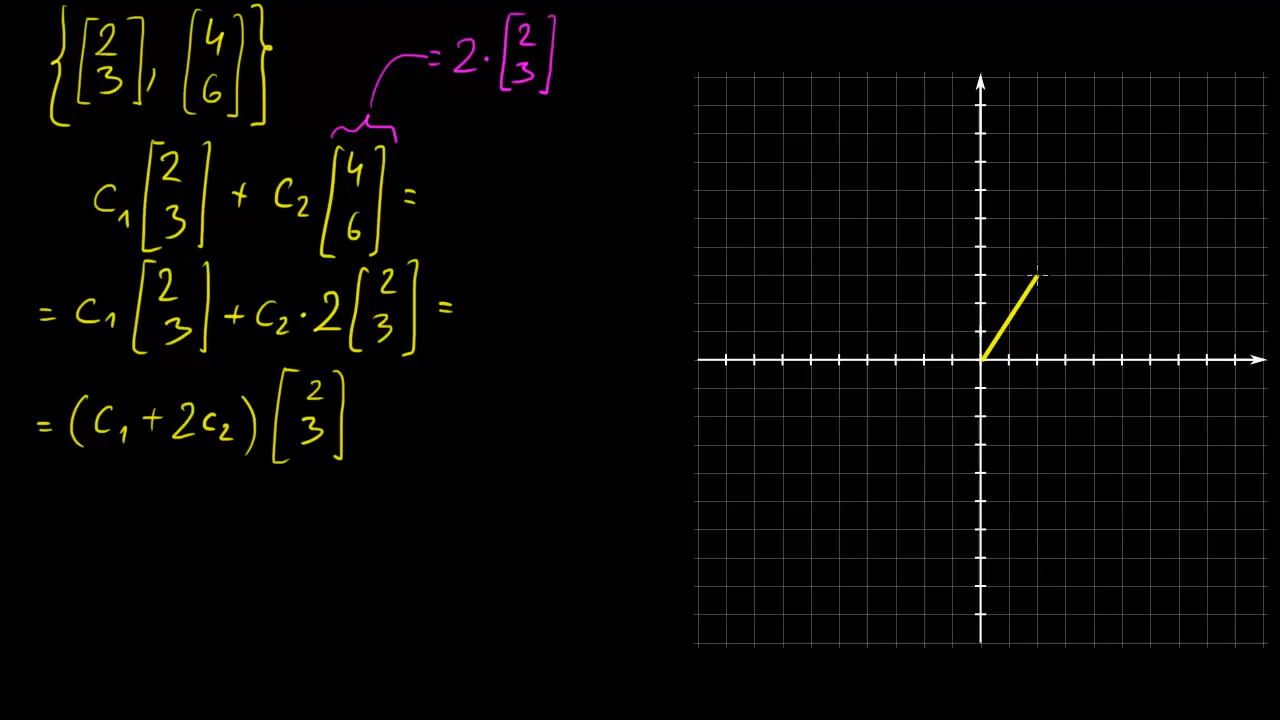 {[2 3], [4 6]}
= 2 · [2 3]
c₁ [2 3] + c₂ [4 6] =
= c₁ [2 3] + c₂ · 2 [2 3] =
= (c₁ + 2c₂) [2 3]